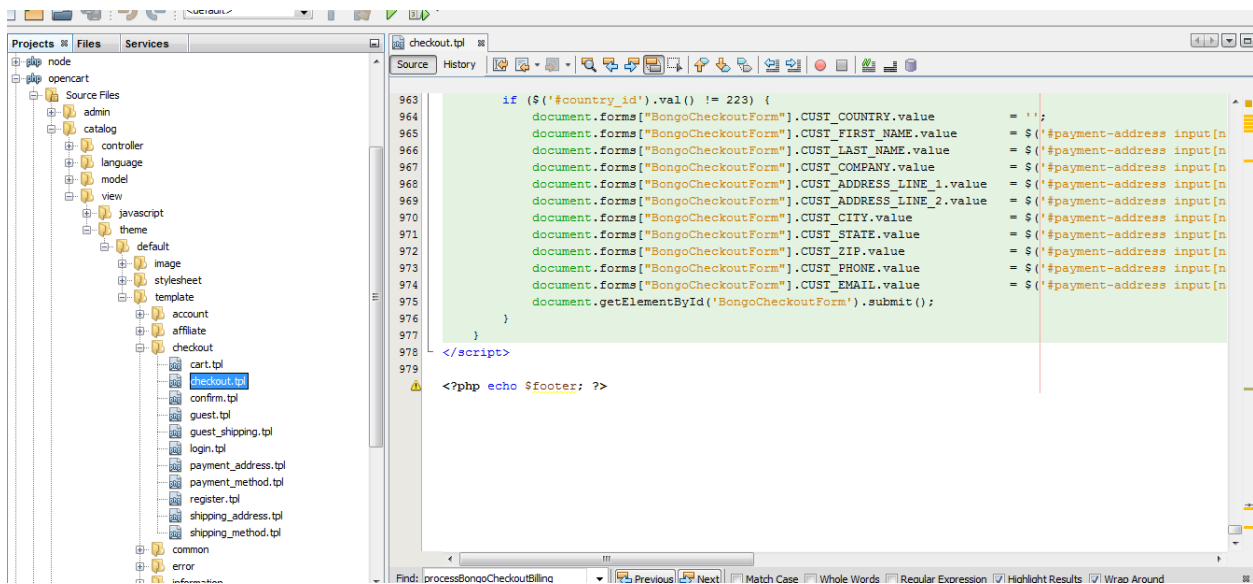 <default>
Projects Files Services
node
opencart
Source Files
admin
catalog
controller
language
model
view
javascript
theme
default
image
stylesheet
template
account
affiliate
checkout
cart.tpl
checkout.tpl
confirm.tpl
guest.tpl
guest_shipping.tpl
login.tpl
payment_address.tpl
payment_method.tpl
register.tpl
shipping_address.tpl
shipping_method.tpl
common
error
information
checkout.tpl
Source History
963 if ($('#country_id').val() != 223) {
964 document.forms["BongoCheckoutForm"].CUST_COUNTRY.value = '';
965 document.forms["BongoCheckoutForm"].CUST_FIRST_NAME.value = $('#payment-address input[n
966 document.forms["BongoCheckoutForm"].CUST_LAST_NAME.value = $('#payment-address input[n
967 document.forms["BongoCheckoutForm"].CUST_COMPANY.value = $('#payment-address input[n
968 document.forms["BongoCheckoutForm"].CUST_ADDRESS_LINE_1.value = $('#payment-address input[n
969 document.forms["BongoCheckoutForm"].CUST_ADDRESS_LINE_2.value = $('#payment-address input[n
970 document.forms["BongoCheckoutForm"].CUST_CITY.value = $('#payment-address input[n
971 document.forms["BongoCheckoutForm"].CUST_STATE.value = $('#payment-address input[n
972 document.forms["BongoCheckoutForm"].CUST_ZIP.value = $('#payment-address input[n
973 document.forms["BongoCheckoutForm"].CUST_PHONE.value = $('#payment-address input[n
974 document.forms["BongoCheckoutForm"].CUST_EMAIL.value = $('#payment-address input[n
975 document.getElementById('BongoCheckoutForm').submit();
976 }
977 }
978 </script>
979
<?php echo $footer; ?>
Find: processBongoCheckoutBilling Previous Next Match Case Whole Words Regular Expression Highlight Results Wrap Around